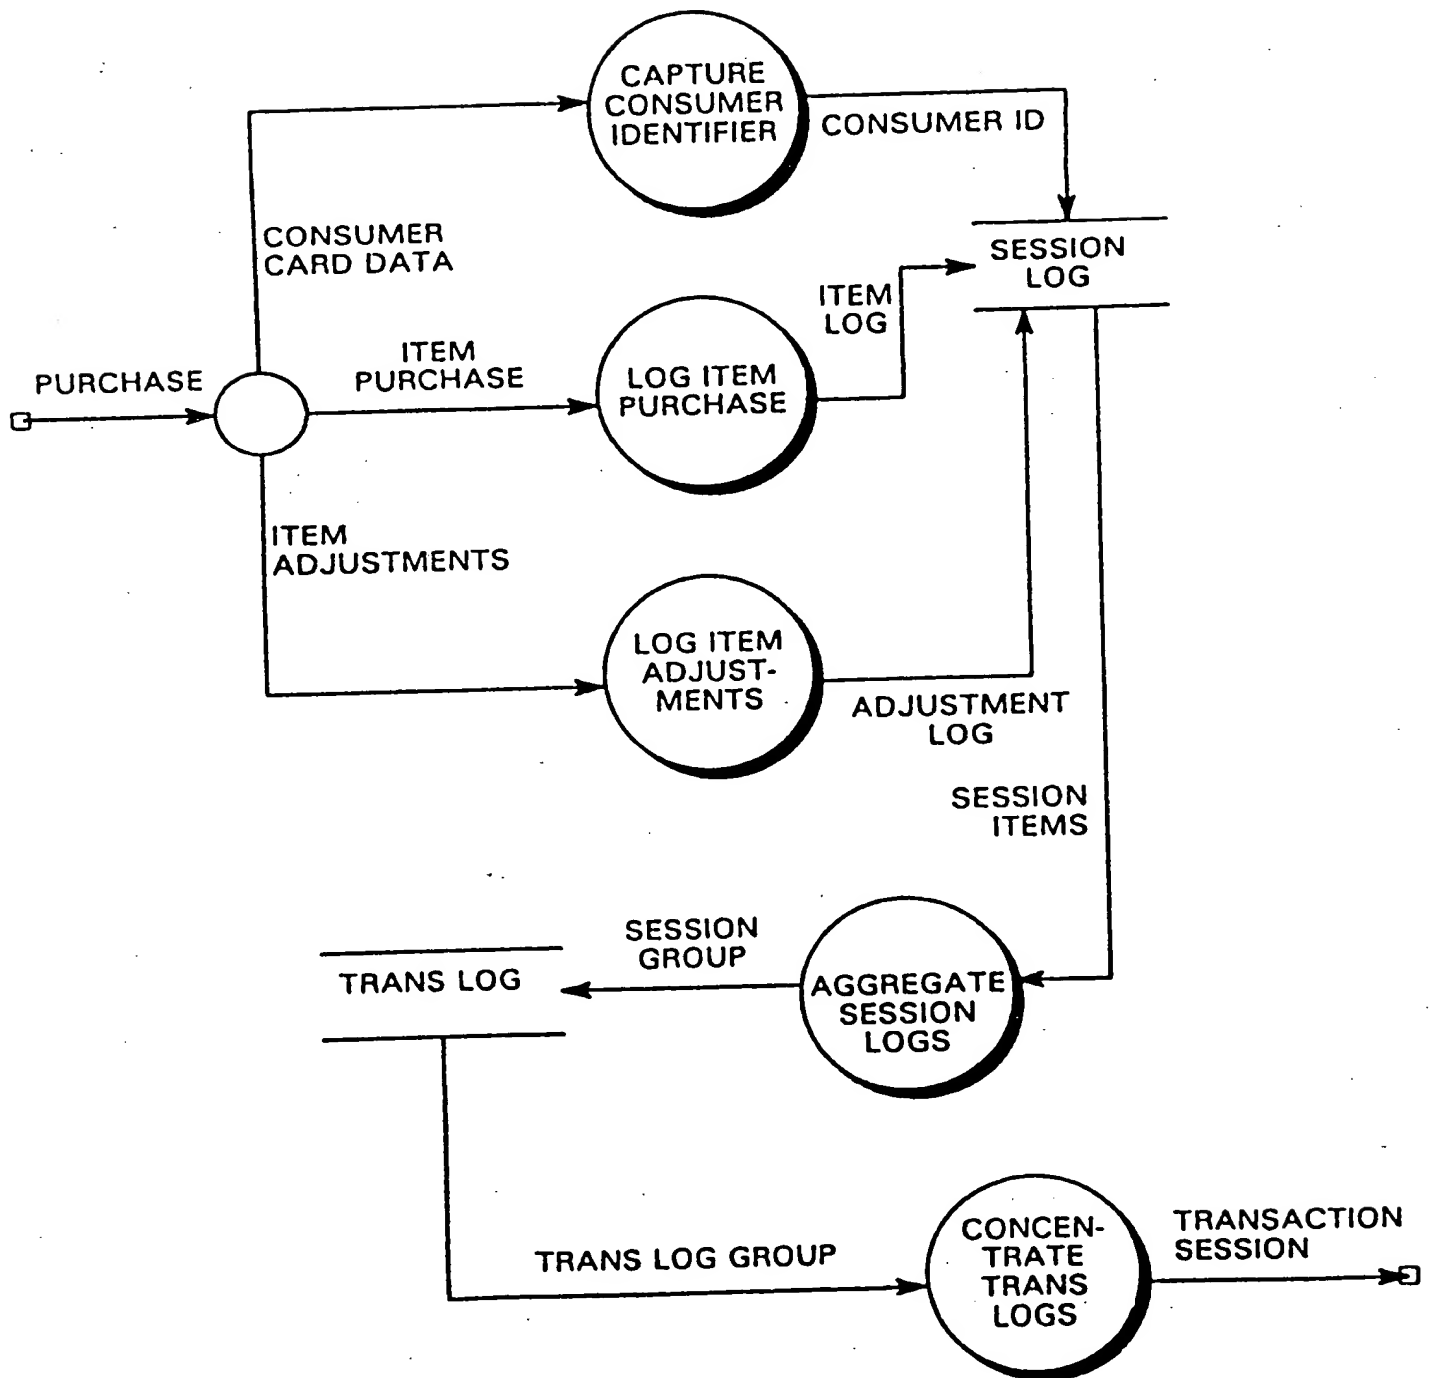 CAPTURE
CONSUMER
IDENTIFIER
CONSUMER ID
CONSUMER
CARD DATA
SESSION
LOG
ITEM
LOG
PURCHASE
ITEM
PURCHASE
LOG ITEM
PURCHASE
ITEM
ADJUSTMENTS
LOG ITEM
ADJUST-
MENTS
ADJUSTMENT
LOG
SESSION
ITEMS
SESSION
GROUP
TRANS LOG
AGGREGATE
SESSION
LOGS
TRANS LOG GROUP
CONCEN-
TRATE
TRANS
LOGS
TRANSACTION
SESSION